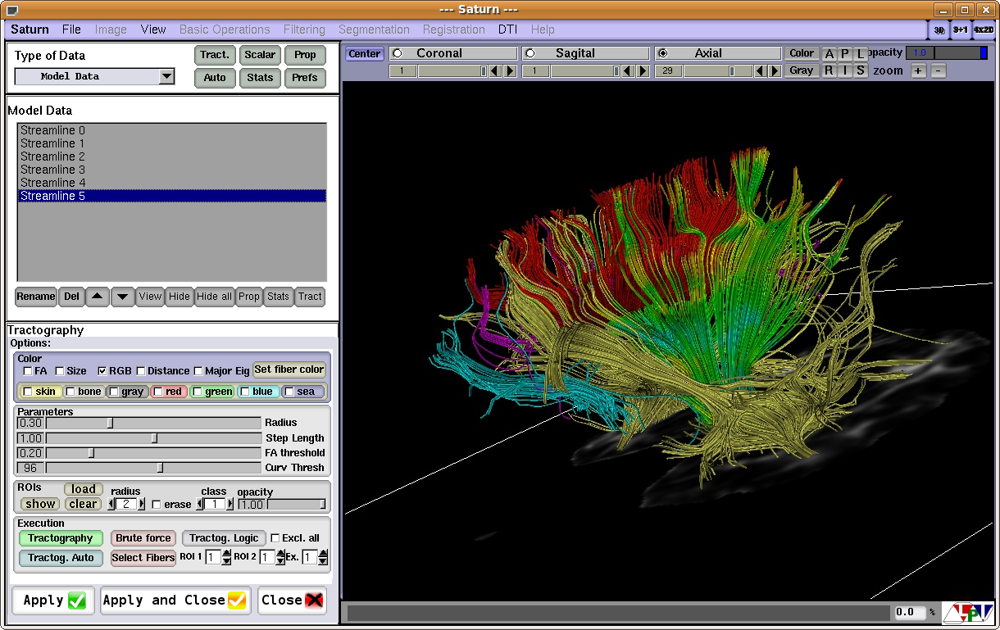 --- Saturn ---
Saturn File Image View Basic Operations Filtering Segmentation Registration DTI Help 3D 3+1 4x2D
Type of Data
Model Data
Tract. Scalar Prop
Auto Stats Prefs
Center Coronal Sagital Axial Color A P L opacity 1.0
1 1 29 Gray R I S zoom + -
Model Data
Streamline 0
Streamline 1
Streamline 2
Streamline 3
Streamline 4
Streamline 5
Rename Del View Hide Hide all Prop Stats Tract
Tractography
Options:
Color
FA Size RGB Distance Major Eig Set fiber color
skin bone gray red green blue sea
Parameters
0.30 Radius
1.00 Step Length
0.20 FA threshold
96 Curv Thresh
ROIs load radius class opacity
show clear 2 erase 1 1.00
Execution
Tractography Brute force Tractog. Logic Excl. all
Tractog. Auto Select Fibers ROI 1 1 ROI 2 1 Ex. 1
Apply Apply and Close Close
0.0 %
LPV